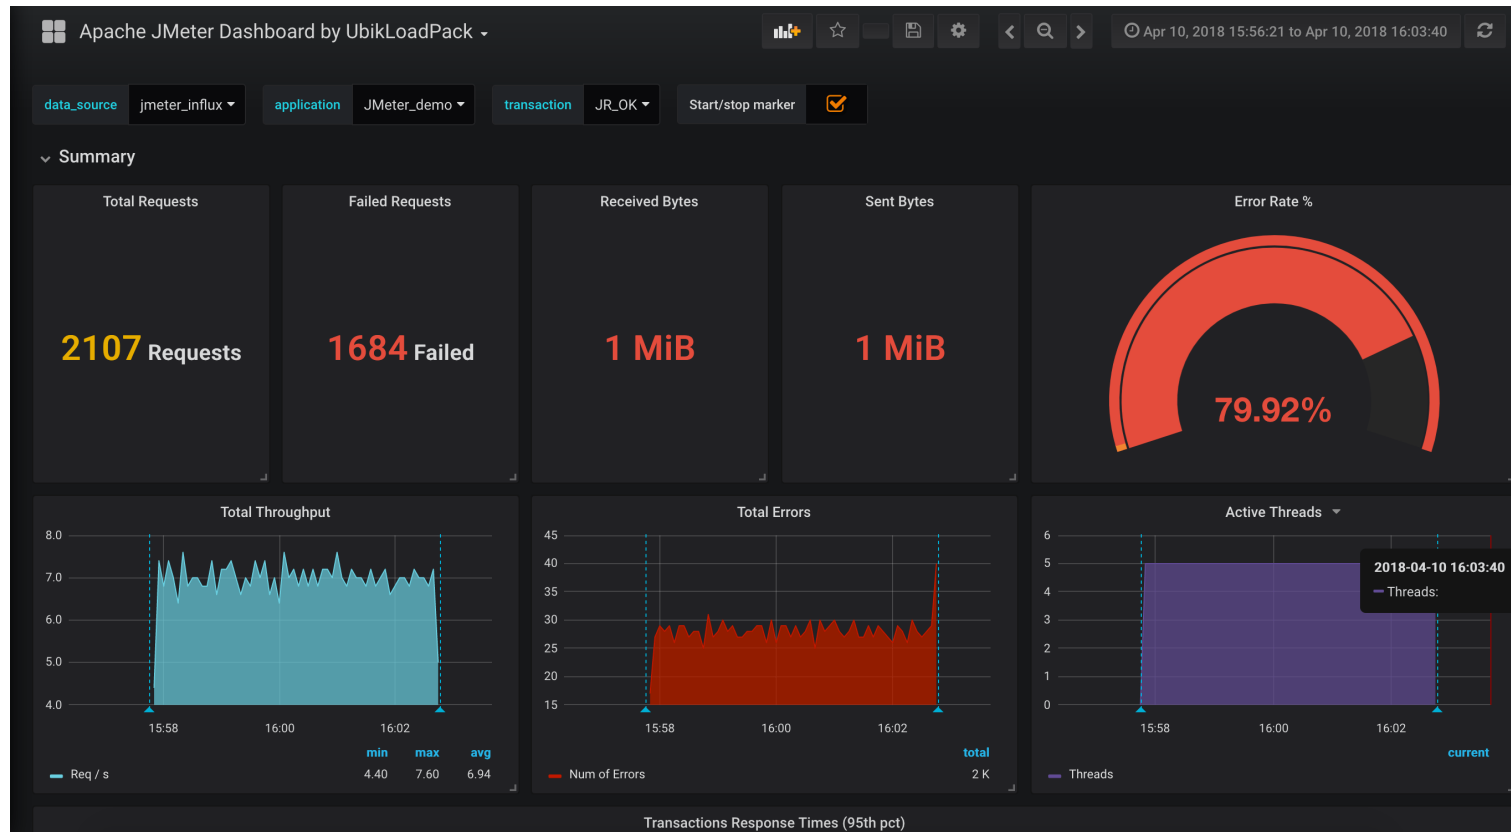 Apache JMeter Dashboard by UbikLoadPack
Apr 10, 2018 15:56:21 to Apr 10, 2018 16:03:40
data_source jmeter_influx application JMeter_demo transaction JR_OK Start/stop marker
Summary
Total Requests
2107 Requests
Failed Requests
1684 Failed
Received Bytes
1 MiB
Sent Bytes
1 MiB
Error Rate %
79.92%
Total Throughput
8.0
7.0
6.0
5.0
4.0
15:58 16:00 16:02
min max avg
Req / s 4.40 7.60 6.94
Total Errors
45
40
35
30
25
20
15
15:58 16:00 16:02
total
Num of Errors 2 K
Active Threads
6
5
4
3
2
1
0
2018-04-10 16:03:40
Threads:
15:58 16:00 16:02
current
Threads
Transactions Response Times (95th pct)